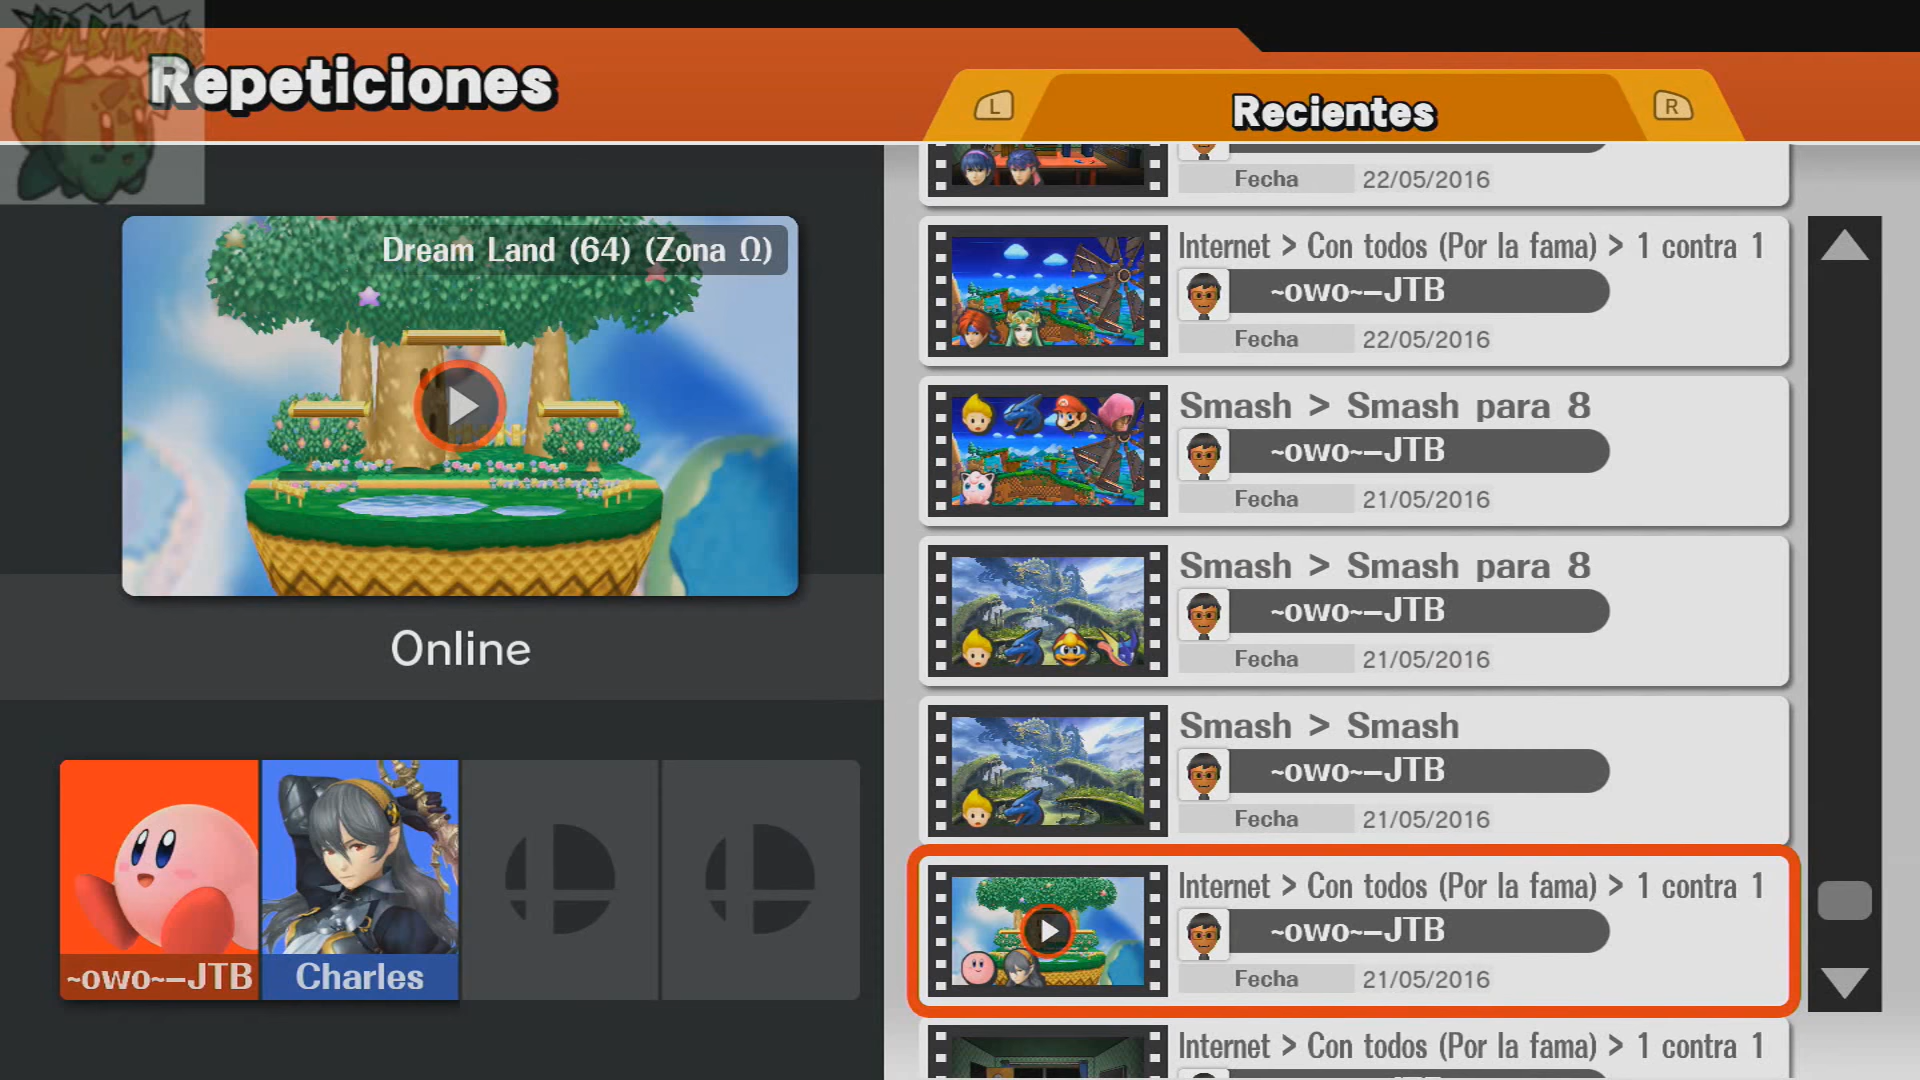 BULBAKUB
Repeticiones
L
Recientes
R
Dream Land (64) (Zona Ω)
Online
~owo~—JTB
Charles
Fecha 22/05/2016
Internet > Con todos (Por la fama) > 1 contra 1
~owo~—JTB
Fecha 22/05/2016
Smash > Smash para 8
~owo~—JTB
Fecha 21/05/2016
Smash > Smash para 8
~owo~—JTB
Fecha 21/05/2016
Smash > Smash
~owo~—JTB
Fecha 21/05/2016
Internet > Con todos (Por la fama) > 1 contra 1
~owo~—JTB
Fecha 21/05/2016
Internet > Con todos (Por la fama) > 1 contra 1